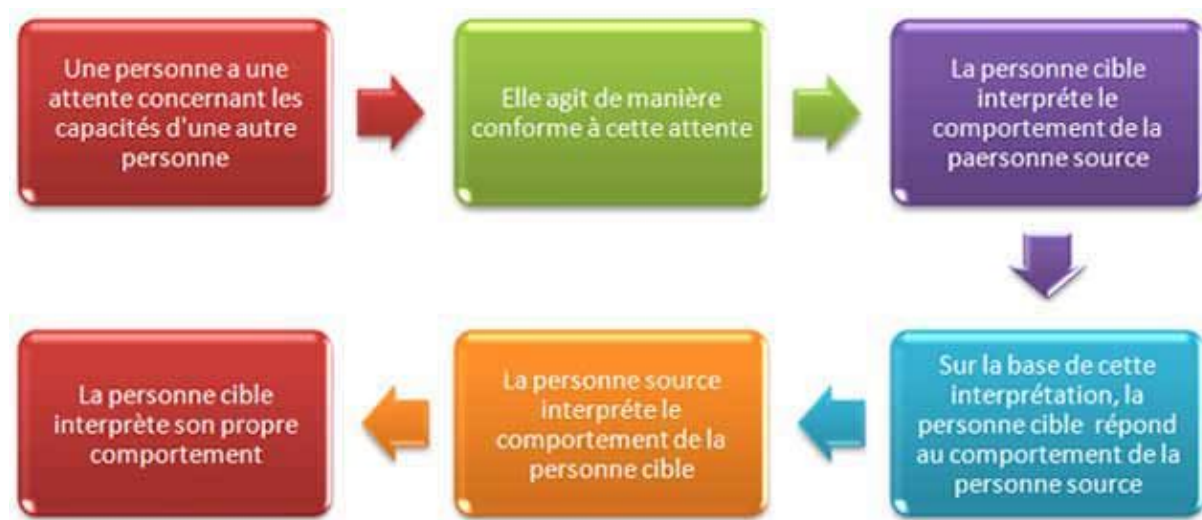 Une personne a une
attente concernant les
capacités d'une autre
personne
Elle agit de manière
conforme à cette attente
La personne cible
interpréte le
comportement de la
paersonne source
Sur la base de cette
interprétation, la
personne cible répond
au comportement de la
personne source
La personne source
interpréte le
comportement de la
personne cible
La personne cible
interprète son propre
comportement